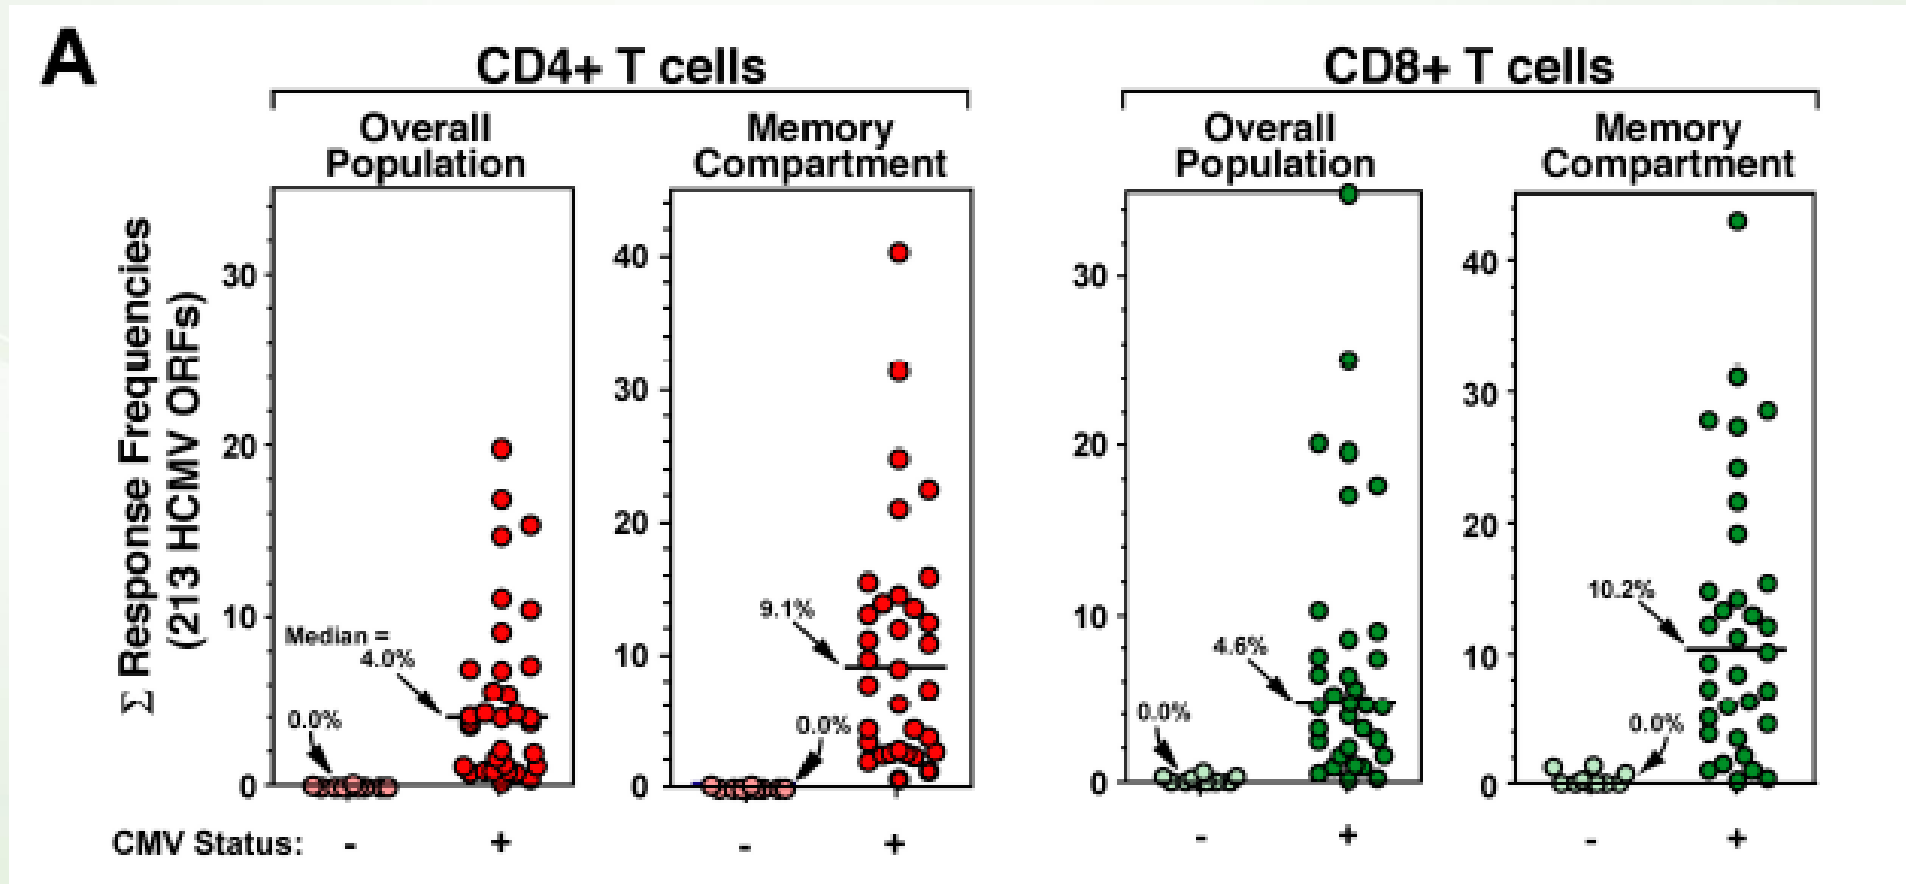 A
CD4+ T cells
CD8+ T cells
Overall
Population
Memory
Compartment
Overall
Population
Memory
Compartment
Σ Response Frequencies
(213 HCMV ORFs)
30
20
10
0
Median =
4.0%
0.0%
40
30
20
10
0
9.1%
0.0%
30
20
10
0
4.6%
0.0%
40
30
20
10
0
10.2%
0.0%
CMV Status: - + - + - + - +